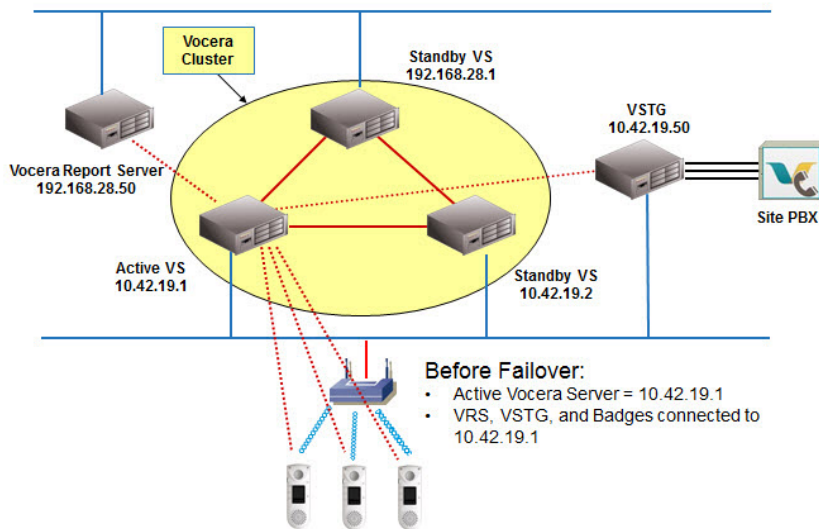 Vocera
Cluster
Standby VS
192.168.28.1
VSTG
10.42.19.50
Vocera Report Server
192.168.28.50
Site PBX
Active VS
10.42.19.1
Standby VS
10.42.19.2
Before Failover:
• Active Vocera Server = 10.42.19.1
• VRS, VSTG, and Badges connected to
10.42.19.1